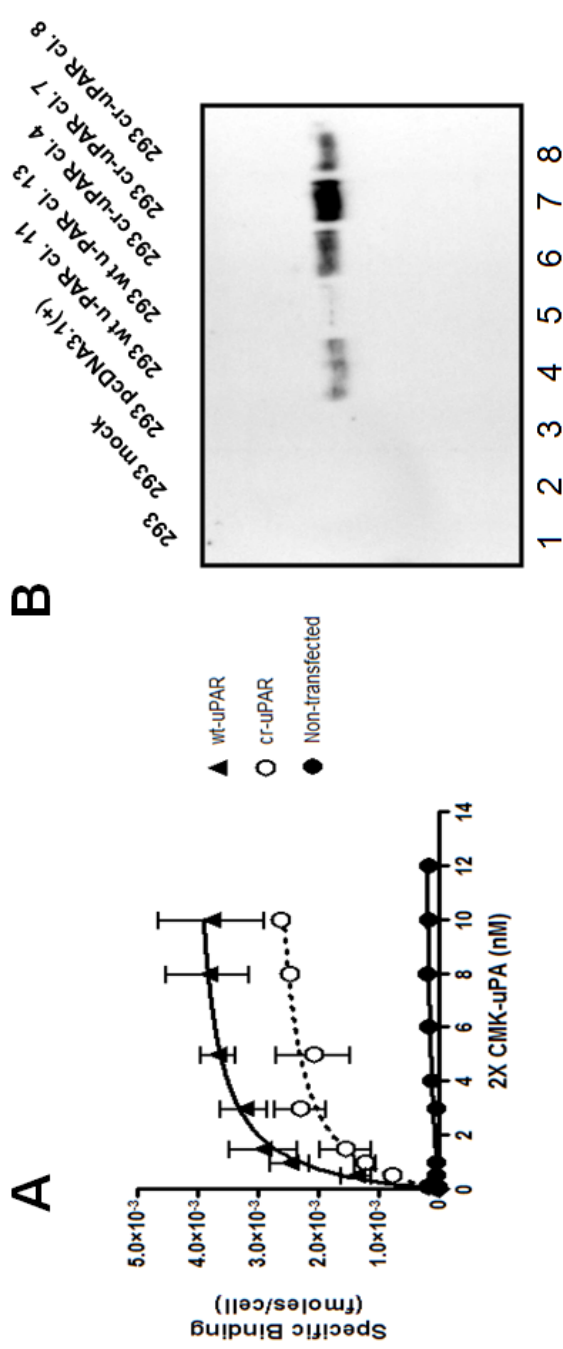 A
Specific Binding
(fmoles/cell)
5.0×10⁻³
4.0×10⁻³
3.0×10⁻³
2.0×10⁻³
1.0×10⁻³
0
0 2 4 6 8 10 12 14
2X CMK-uPA (nM)
wt-uPAR
cr-uPAR
Non-transfected
B
293
293 mock
293 pcDNA3.1(+)
293 wt u-PAR cl. 11
293 wt u-PAR cl. 13
293 cr-uPAR cl. 4
293 cr-uPAR cl. 7
293 cr-uPAR cl. 8
1 2 3 4 5 6 7 8